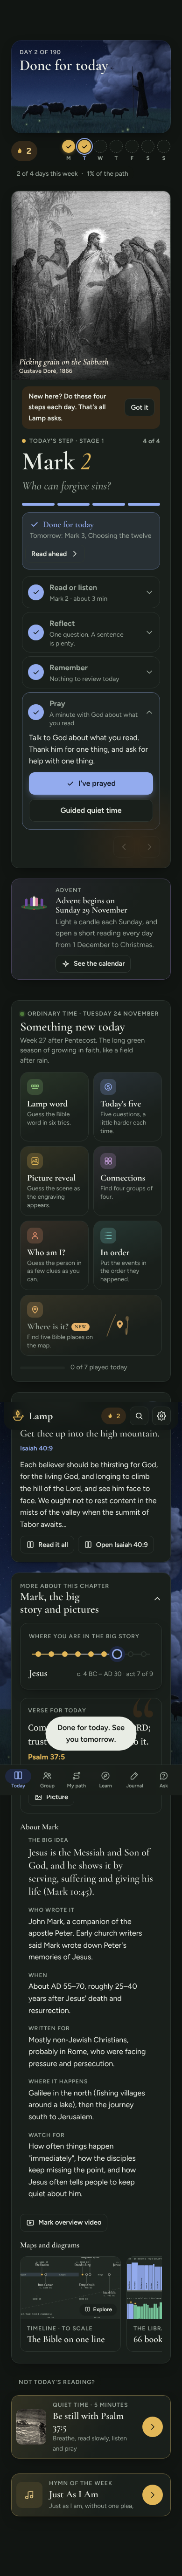 DAY 2 OF 190
Done for today
2
M T W T F S S
2 of 4 days this week · 1% of the path
Picking grain on the Sabbath
Gustave Doré, 1866
New here? Do these four
steps each day. That's all
Lamp asks.
Got it
TODAY'S STEP · STAGE 1
4 of 4
Mark 2
Who can forgive sins?
Done for today
Tomorrow: Mark 3, Choosing the twelve
Read ahead
Read or listen
Mark 2 · about 3 min
Reflect
One question. A sentence
is plenty.
Remember
Nothing to review today
Pray
A minute with God about what
you read
Talk to God about what you read.
Thank him for one thing, and ask for
help with one thing.
I've prayed
Guided quiet time
ADVENT
Advent begins on
Sunday 29 November
Light a candle each Sunday, and
open a short reading every day
from 1 December to Christmas.
See the calendar
ORDINARY TIME · TUESDAY 24 NOVEMBER
Something new today
Week 27 after Pentecost. The long green
season of growing in faith, like a field
after rain.
Lamp word
Guess the Bible
word in six tries.
Today's five
Five questions, a
little harder each
time.
Picture reveal
Guess the scene as
the engraving
appears.
Connections
Find four groups of
four.
Who am I?
Guess the person in
as few clues as you
can.
In order
Put the events in
the order they
happened.
Where is it? NEW
Find five Bible places on
the map.
0 of 7 played today
Lamp
2
Get thee up into the high mountain.
Isaiah 40:9
Each believer should be thirsting for God,
for the living God, and longing to climb
the hill of the Lord, and see him face to
face. We ought not to rest content in the
mists of the valley when the summit of
Tabor awaits...
Read it all
Open Isaiah 40:9
MORE ABOUT THIS CHAPTER
Mark, the big
story and pictures
WHERE YOU ARE IN THE BIG STORY
Jesus
c. 4 BC – AD 30 · act 7 of 9
VERSE FOR TODAY
Psalm 37:5
Done for today. See
you tomorrow.
Today
Group
My path
Learn
Journal
Ask
Picture
About Mark
THE BIG IDEA
Jesus is the Messiah and Son of
God, and he shows it by
serving, suffering and giving his
life (Mark 10:45).
WHO WROTE IT
John Mark, a companion of the
apostle Peter. Early church writers
said Mark wrote down Peter's
memories of Jesus.
WHEN
About AD 55–70, roughly 25–40
years after Jesus' death and
resurrection.
WRITTEN FOR
Mostly non-Jewish Christians,
probably in Rome, who were facing
pressure and persecution.
WHERE IT HAPPENS
Galilee in the north (fishing villages
around a lake), then the journey
south to Jerusalem.
WATCH FOR
How often things happen
"immediately", how the disciples
keep missing the point, and how
Jesus often tells people to keep
quiet about him.
Mark overview video
Maps and diagrams
Explore
TIMELINE · TO SCALE
The Bible on one line
THE LIBR
66 book
NOT TODAY'S READING?
QUIET TIME · 5 MINUTES
Be still with Psalm
37:5
Breathe, read slowly, listen
and pray
HYMN OF THE WEEK
Just As I Am
Just as I am, without one plea,